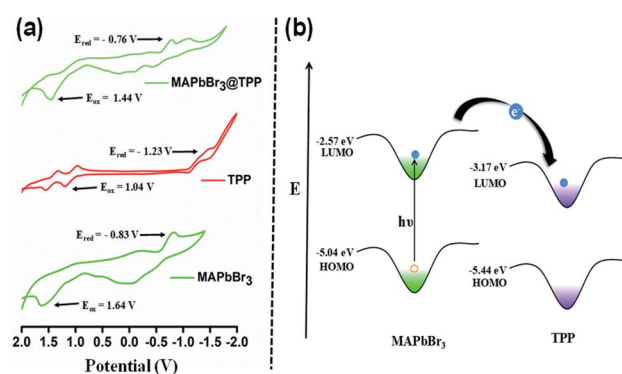 (a)
E_red = - 0.76 V
MAPbBr₃@TPP
E_ox = 1.44 V
E_red = - 1.23 V
TPP
E_ox = 1.04 V
E_red = - 0.83 V
MAPbBr₃
E_ox = 1.64 V
2.0 1.5 1.0 0.5 0.0 -0.5 -1.0 -1.5 -2.0
Potential (V)
(b)
E
e⁻
-2.57 eV
LUMO
-3.17 eV
LUMO
hυ
-5.04 eV
HOMO
-5.44 eV
HOMO
MAPbBr₃
TPP